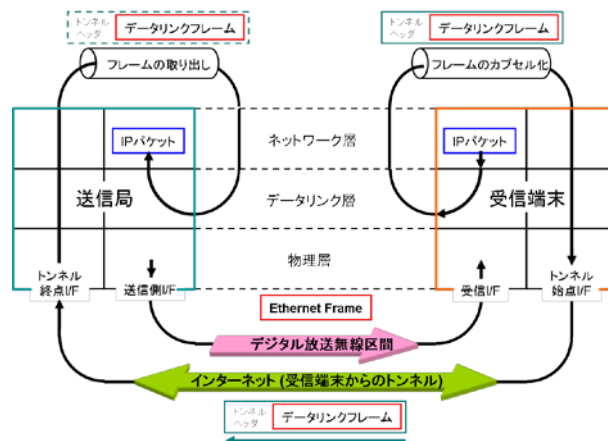 トンネル
ヘッダ
データリンクフレーム
トンネル
ヘッダ
データリンクフレーム
フレームの取り出し
フレームのカプセル化
IPパケット
ネットワーク層
IPパケット
送信局
データリンク層
受信端末
物理層
トンネル
終点I/F
送信側I/F
受信I/F
トンネル
始点I/F
Ethernet Frame
デジタル放送無線区間
インターネット (受信端末からのトンネル)
トンネル
ヘッダ
データリンクフレーム